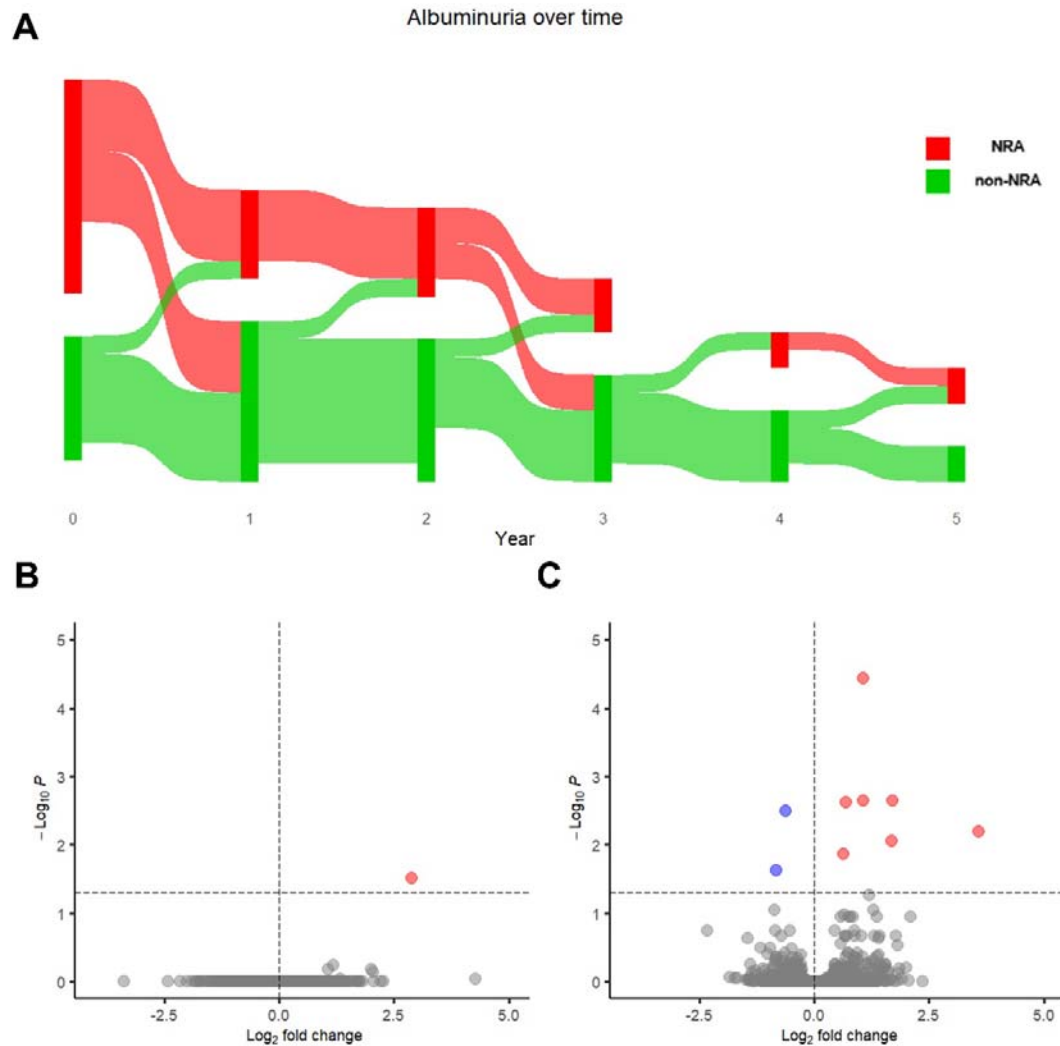 A
Albuminuria over time
NRA
non-NRA
0 1 2 3 4 5
Year
B
C
5
4
3
2
1
0
– Log10 P
-2.5 0.0 2.5 5.0
Log2 fold change
5
4
3
2
1
0
– Log10 P
-2.5 0.0 2.5 5.0
Log2 fold change